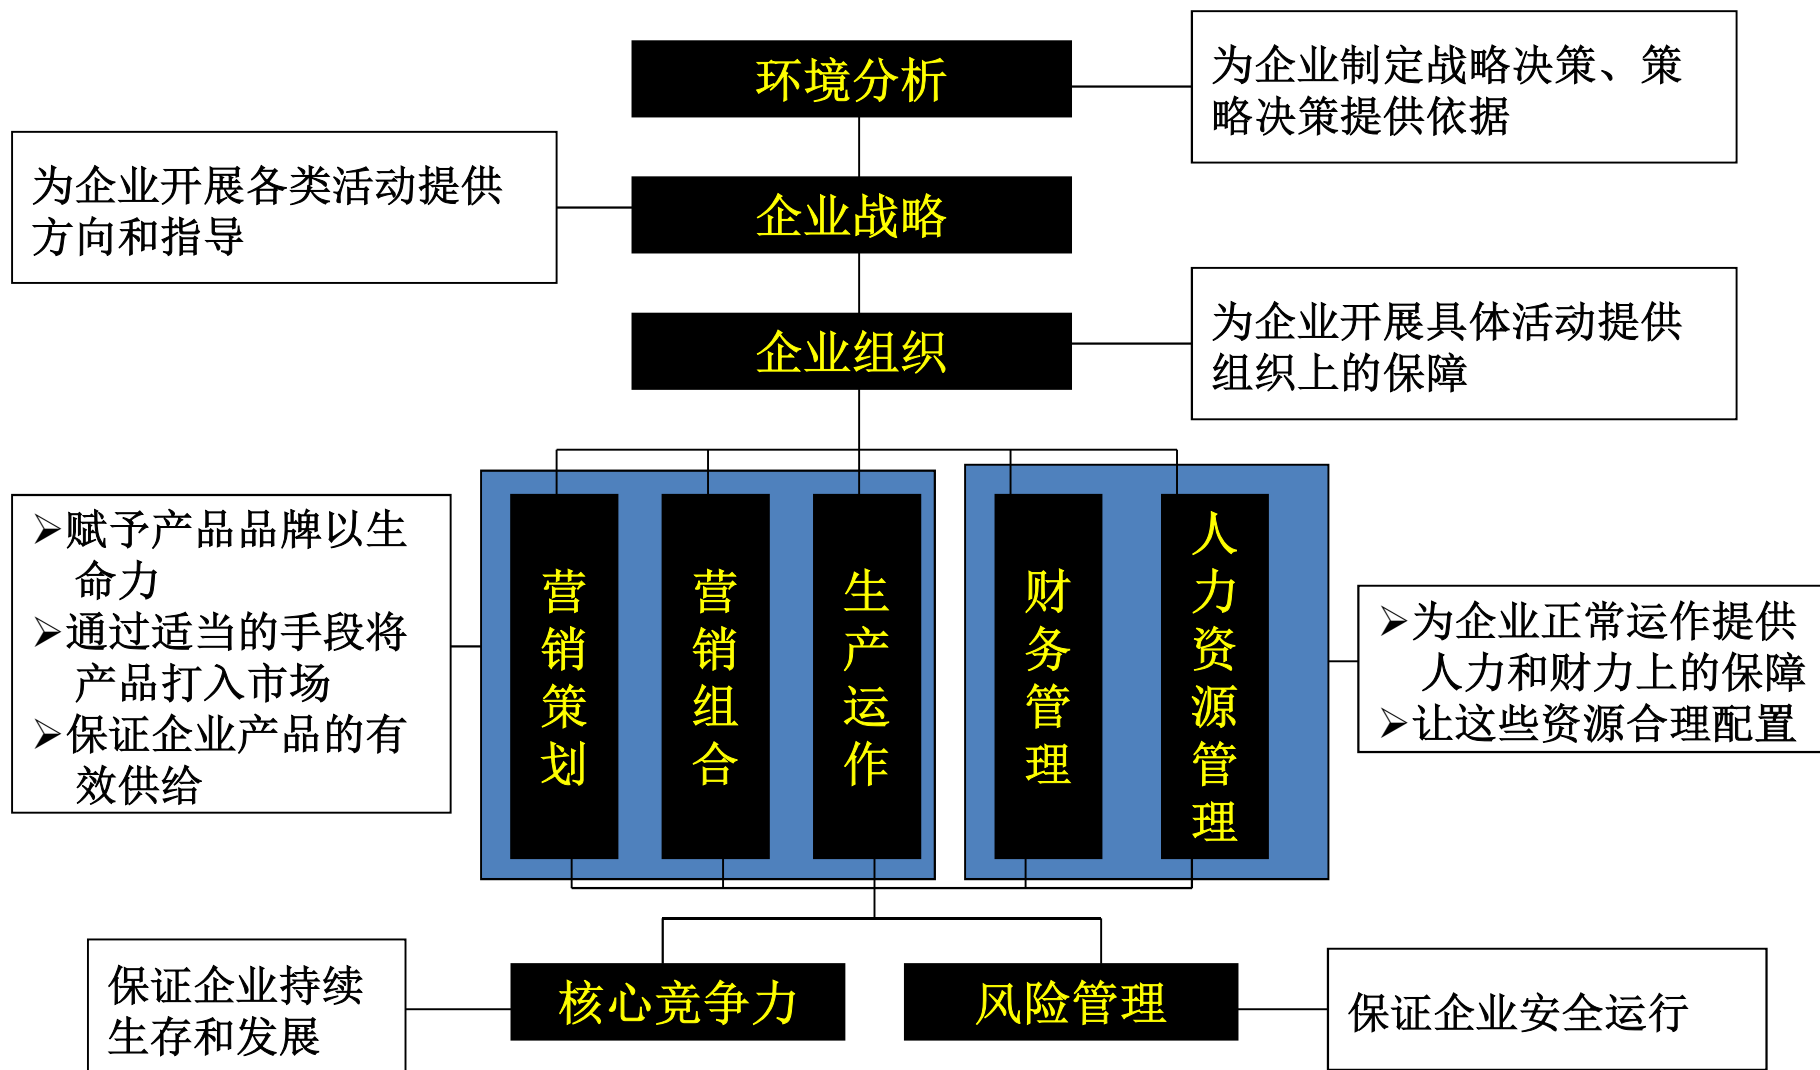 环境分析
为企业制定战略决策、策
略决策提供依据
为企业开展各类活动提供
方向和指导
企业战略
企业组织
为企业开展具体活动提供
组织上的保障
➢赋予产品品牌以生
命力
➢通过适当的手段将
产品打入市场
➢保证企业产品的有
效供给
营销策划
营销组合
生产运作
财务管理
人力资源管理
➢为企业正常运作提供
人力和财力上的保障
➢让这些资源合理配置
保证企业持续
生存和发展
核心竞争力
风险管理
保证企业安全运行